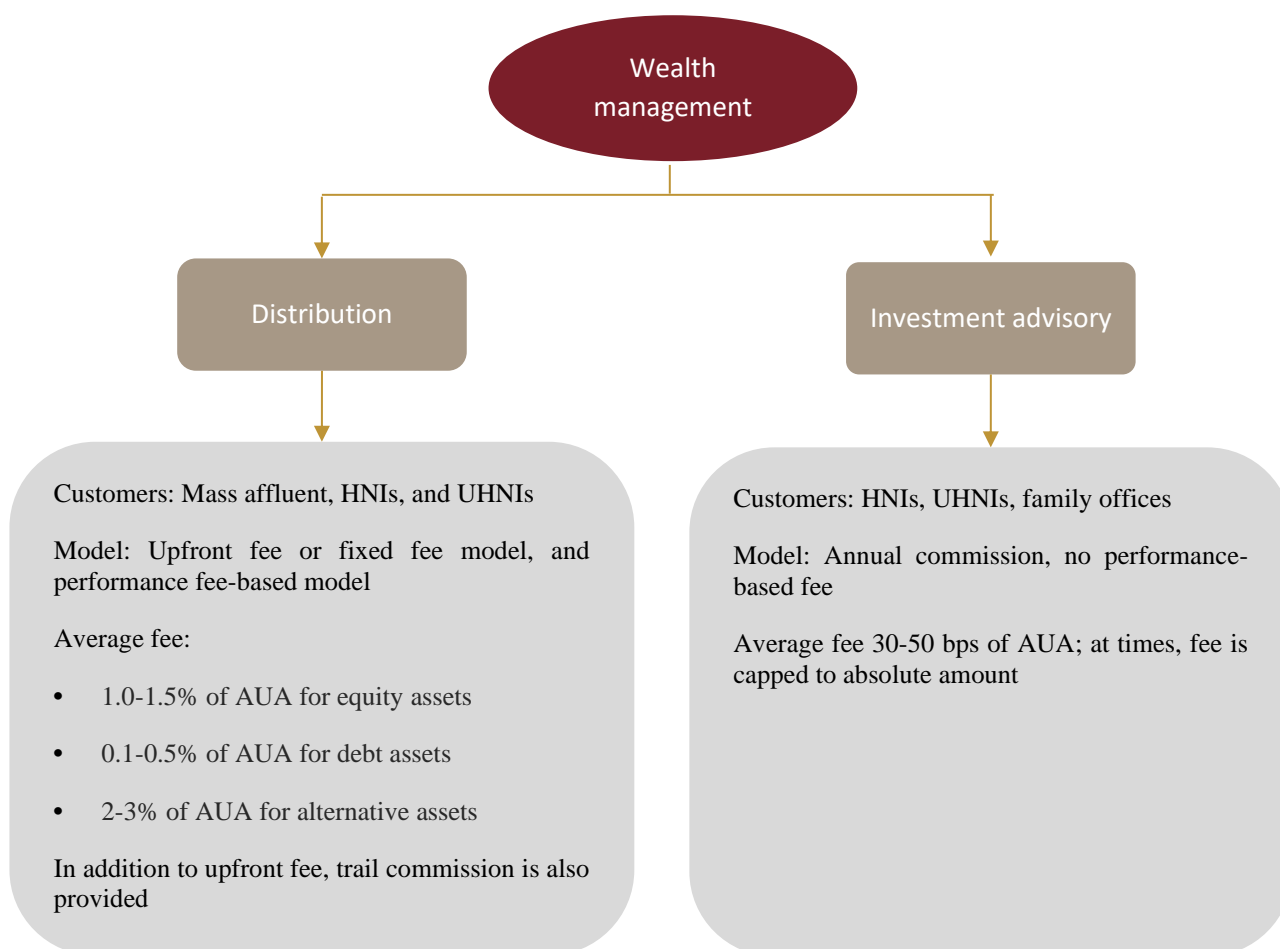 Wealth
management
Distribution
Investment advisory
Customers: Mass affluent, HNIs, and UHNIs
Model: Upfront fee or fixed fee model, and
performance fee-based model
Average fee:
• 1.0-1.5% of AUA for equity assets
• 0.1-0.5% of AUA for debt assets
• 2-3% of AUA for alternative assets
In addition to upfront fee, trail commission is also
provided
Customers: HNIs, UHNIs, family offices
Model: Annual commission, no performance-
based fee
Average fee 30-50 bps of AUA; at times, fee is
capped to absolute amount